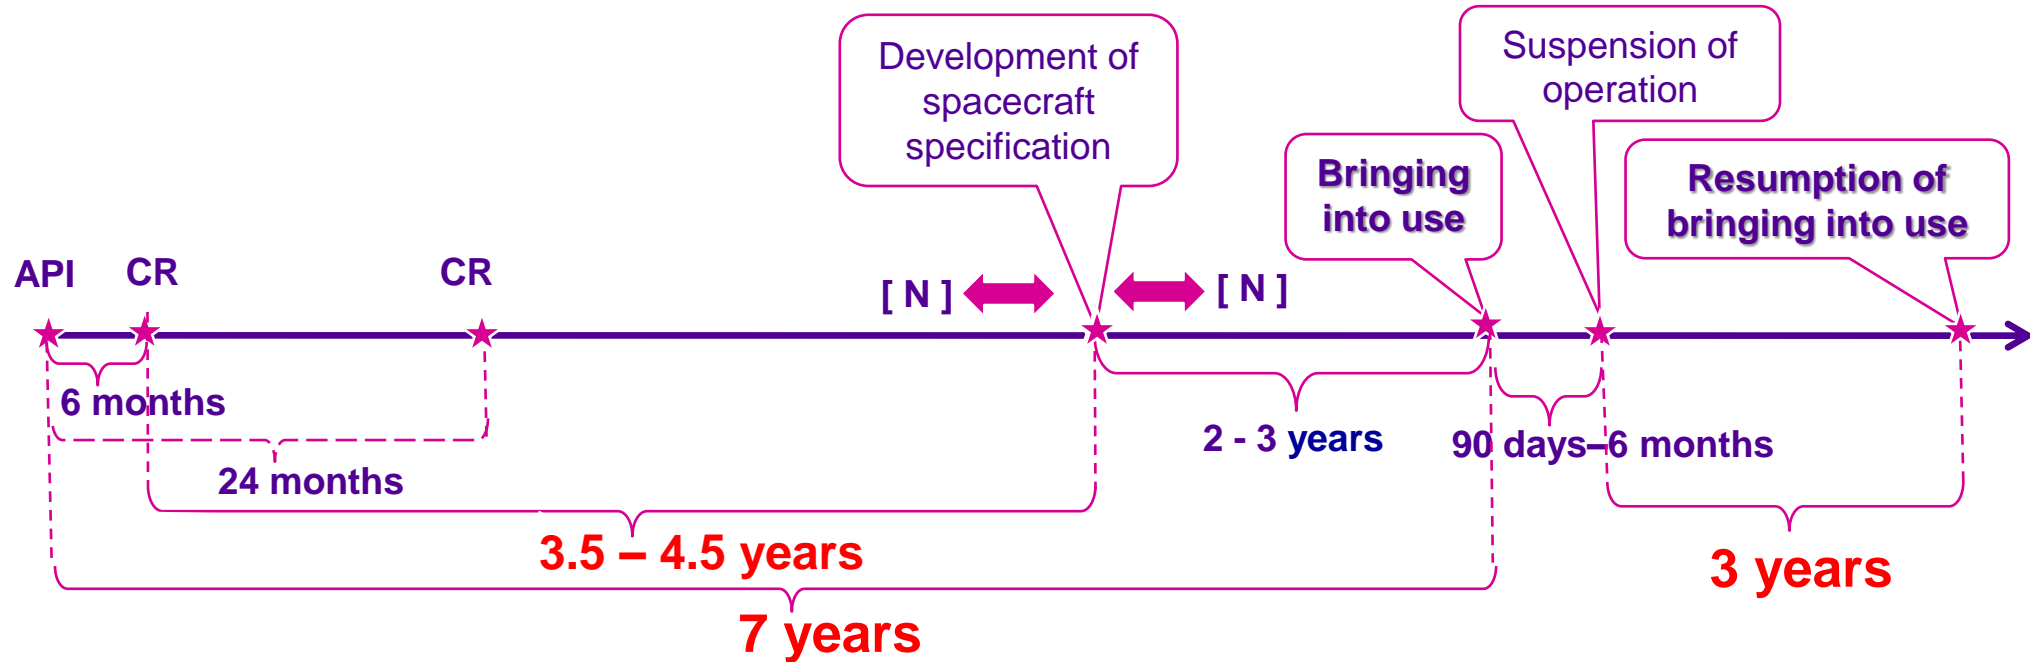 Development of
spacecraft
specification
Suspension of
operation
Bringing
into use
Resumption of
bringing into use
API
CR
CR
[ N ]
[ N ]
6 months
24 months
2 - 3 years
90 days–6 months
3.5 – 4.5 years
3 years
7 years